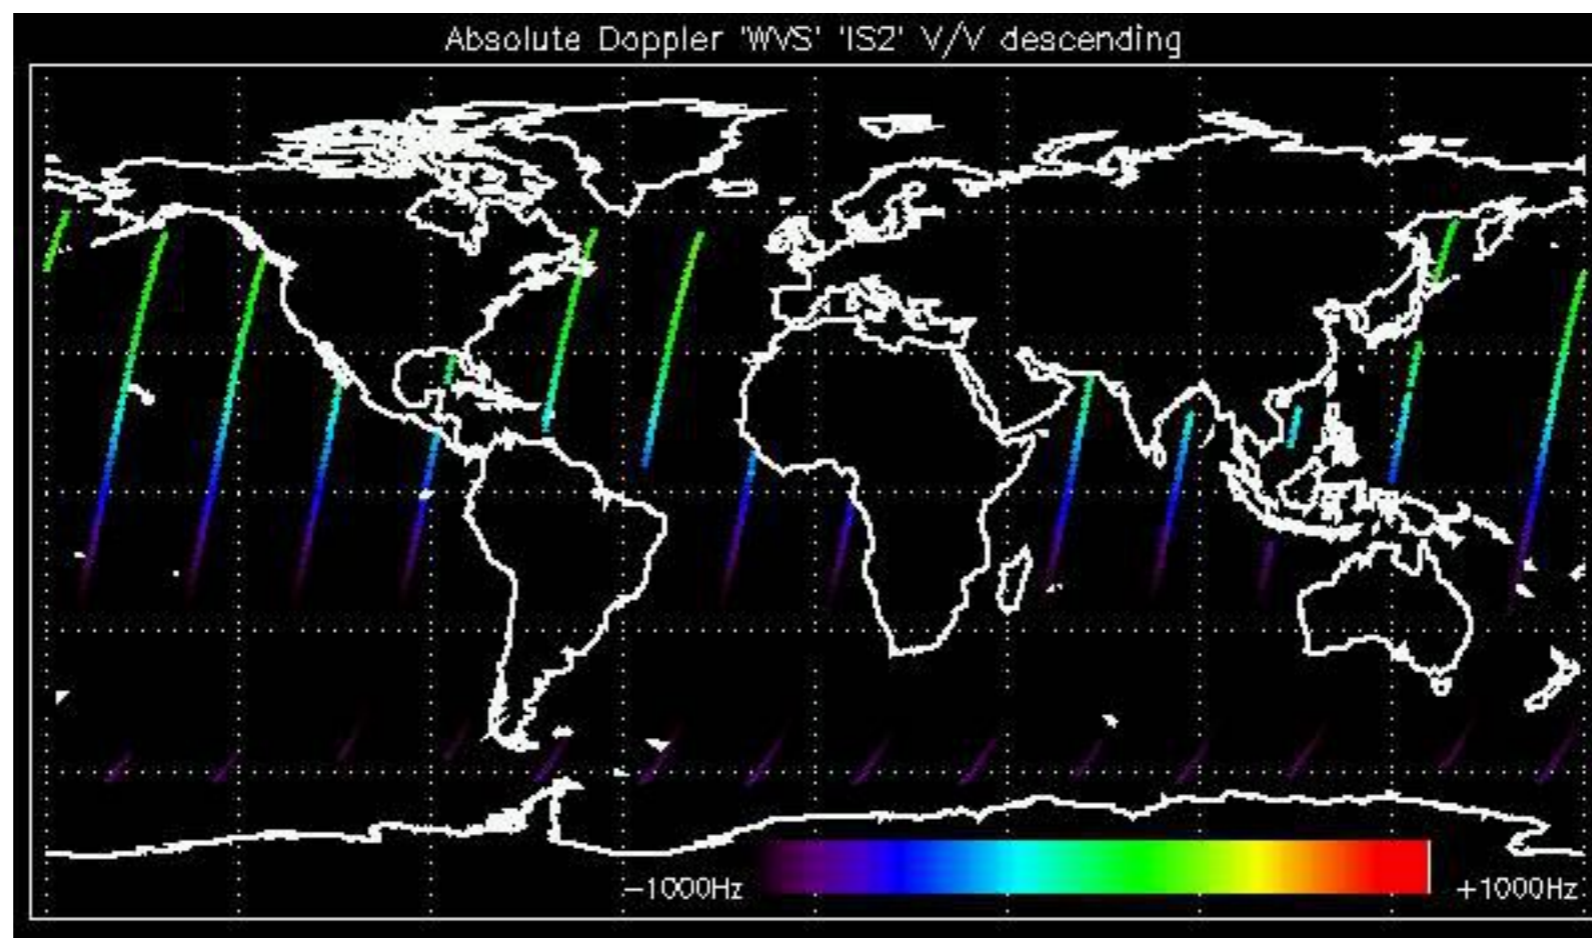 Absolute Doppler 'WVS' 'IS2' V/V descending
−1000Hz +1000Hz